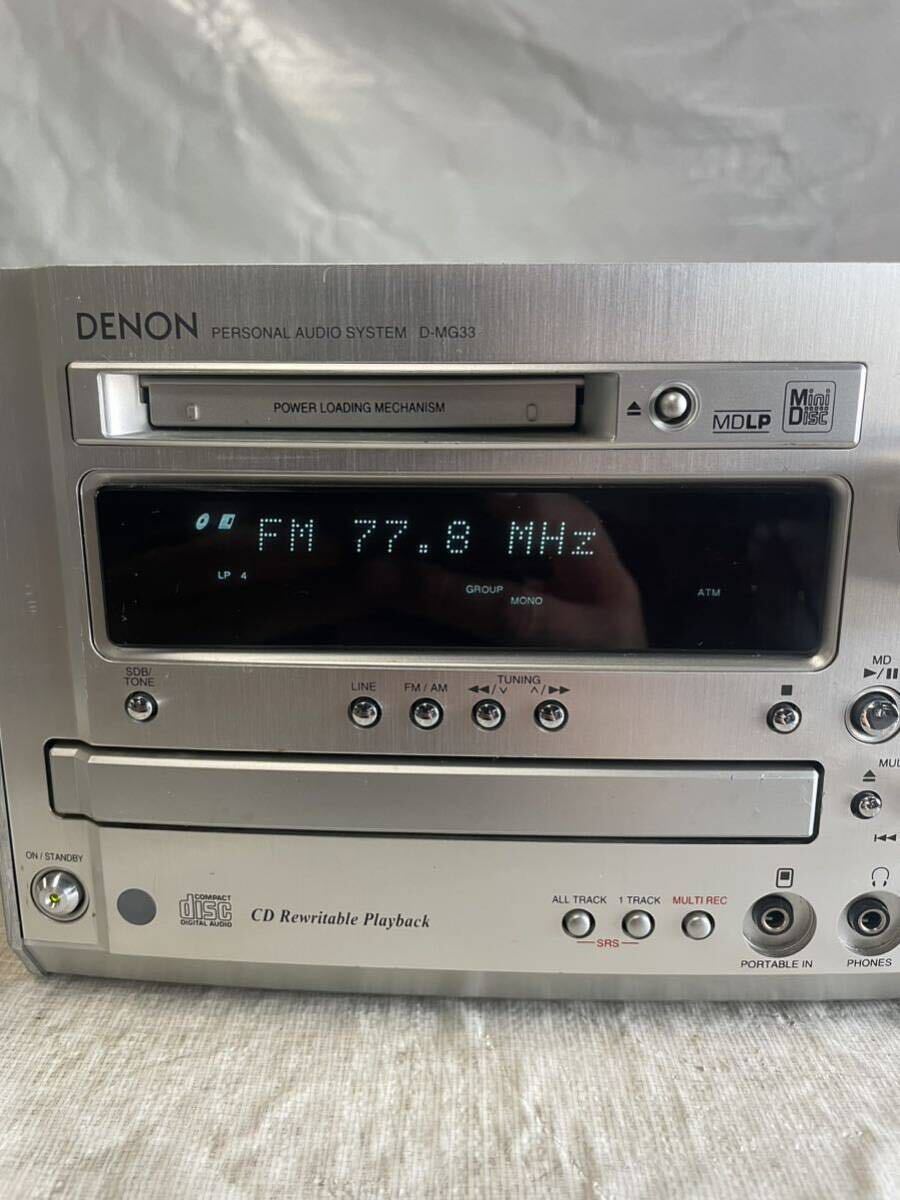 DENON PERSONAL AUDIO SYSTEM D-MG33
POWER LOADING MECHANISM
MDLP
Mini Disc
FM 77.8 MHz
LP 4
GROUP
MONO
ATM
SDB/TONE
LINE
FM / AM
TUNING
MD
ON / STANDBY
COMPACT disc DIGITAL AUDIO
CD Rewritable Playback
ALL TRACK
1 TRACK
MULTI REC
SRS
PORTABLE IN
PHONES